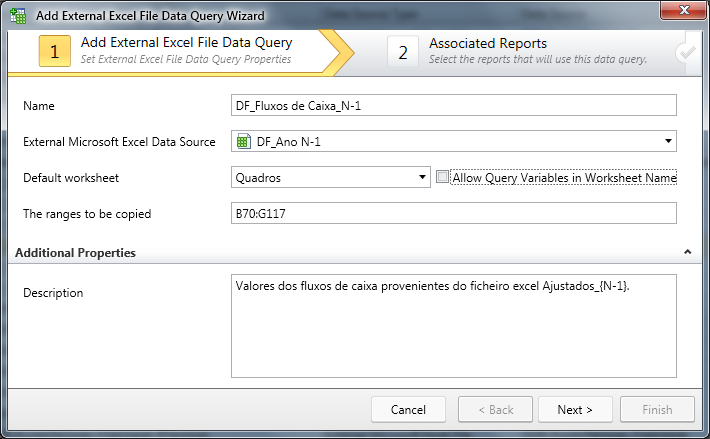 Add External Excel File Data Query Wizard
1
Add External Excel File Data Query
Set External Excel File Data Query Properties
2
Associated Reports
Select the reports that will use this data query.
Name
DF_Fluxos de Caixa_N-1
External Microsoft Excel Data Source
DF_Ano N-1
Default worksheet
Quadros
Allow Query Variables in Worksheet Name
The ranges to be copied
B70:G117
Additional Properties
Description
Valores dos fluxos de caixa provenientes do ficheiro excel Ajustados_{N-1}.
Cancel
< Back
Next >
Finish